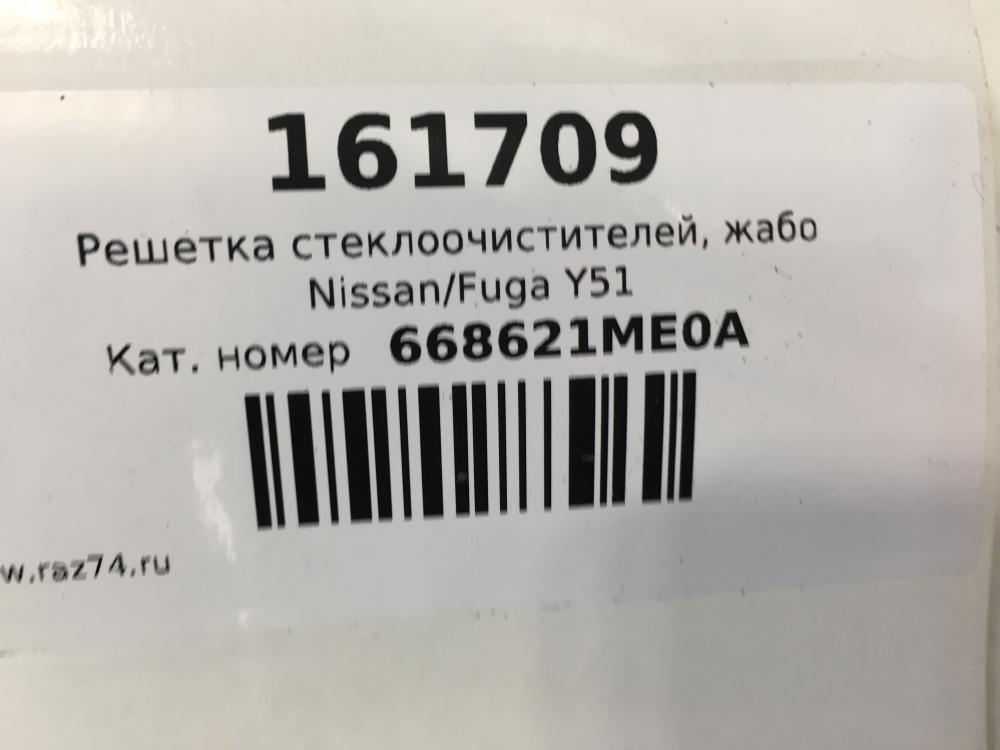 161709
Решетка стеклоочистителей, жабо
Nissan/Fuga Y51
Кат. номер 668621ME0A
w.raz74.ru